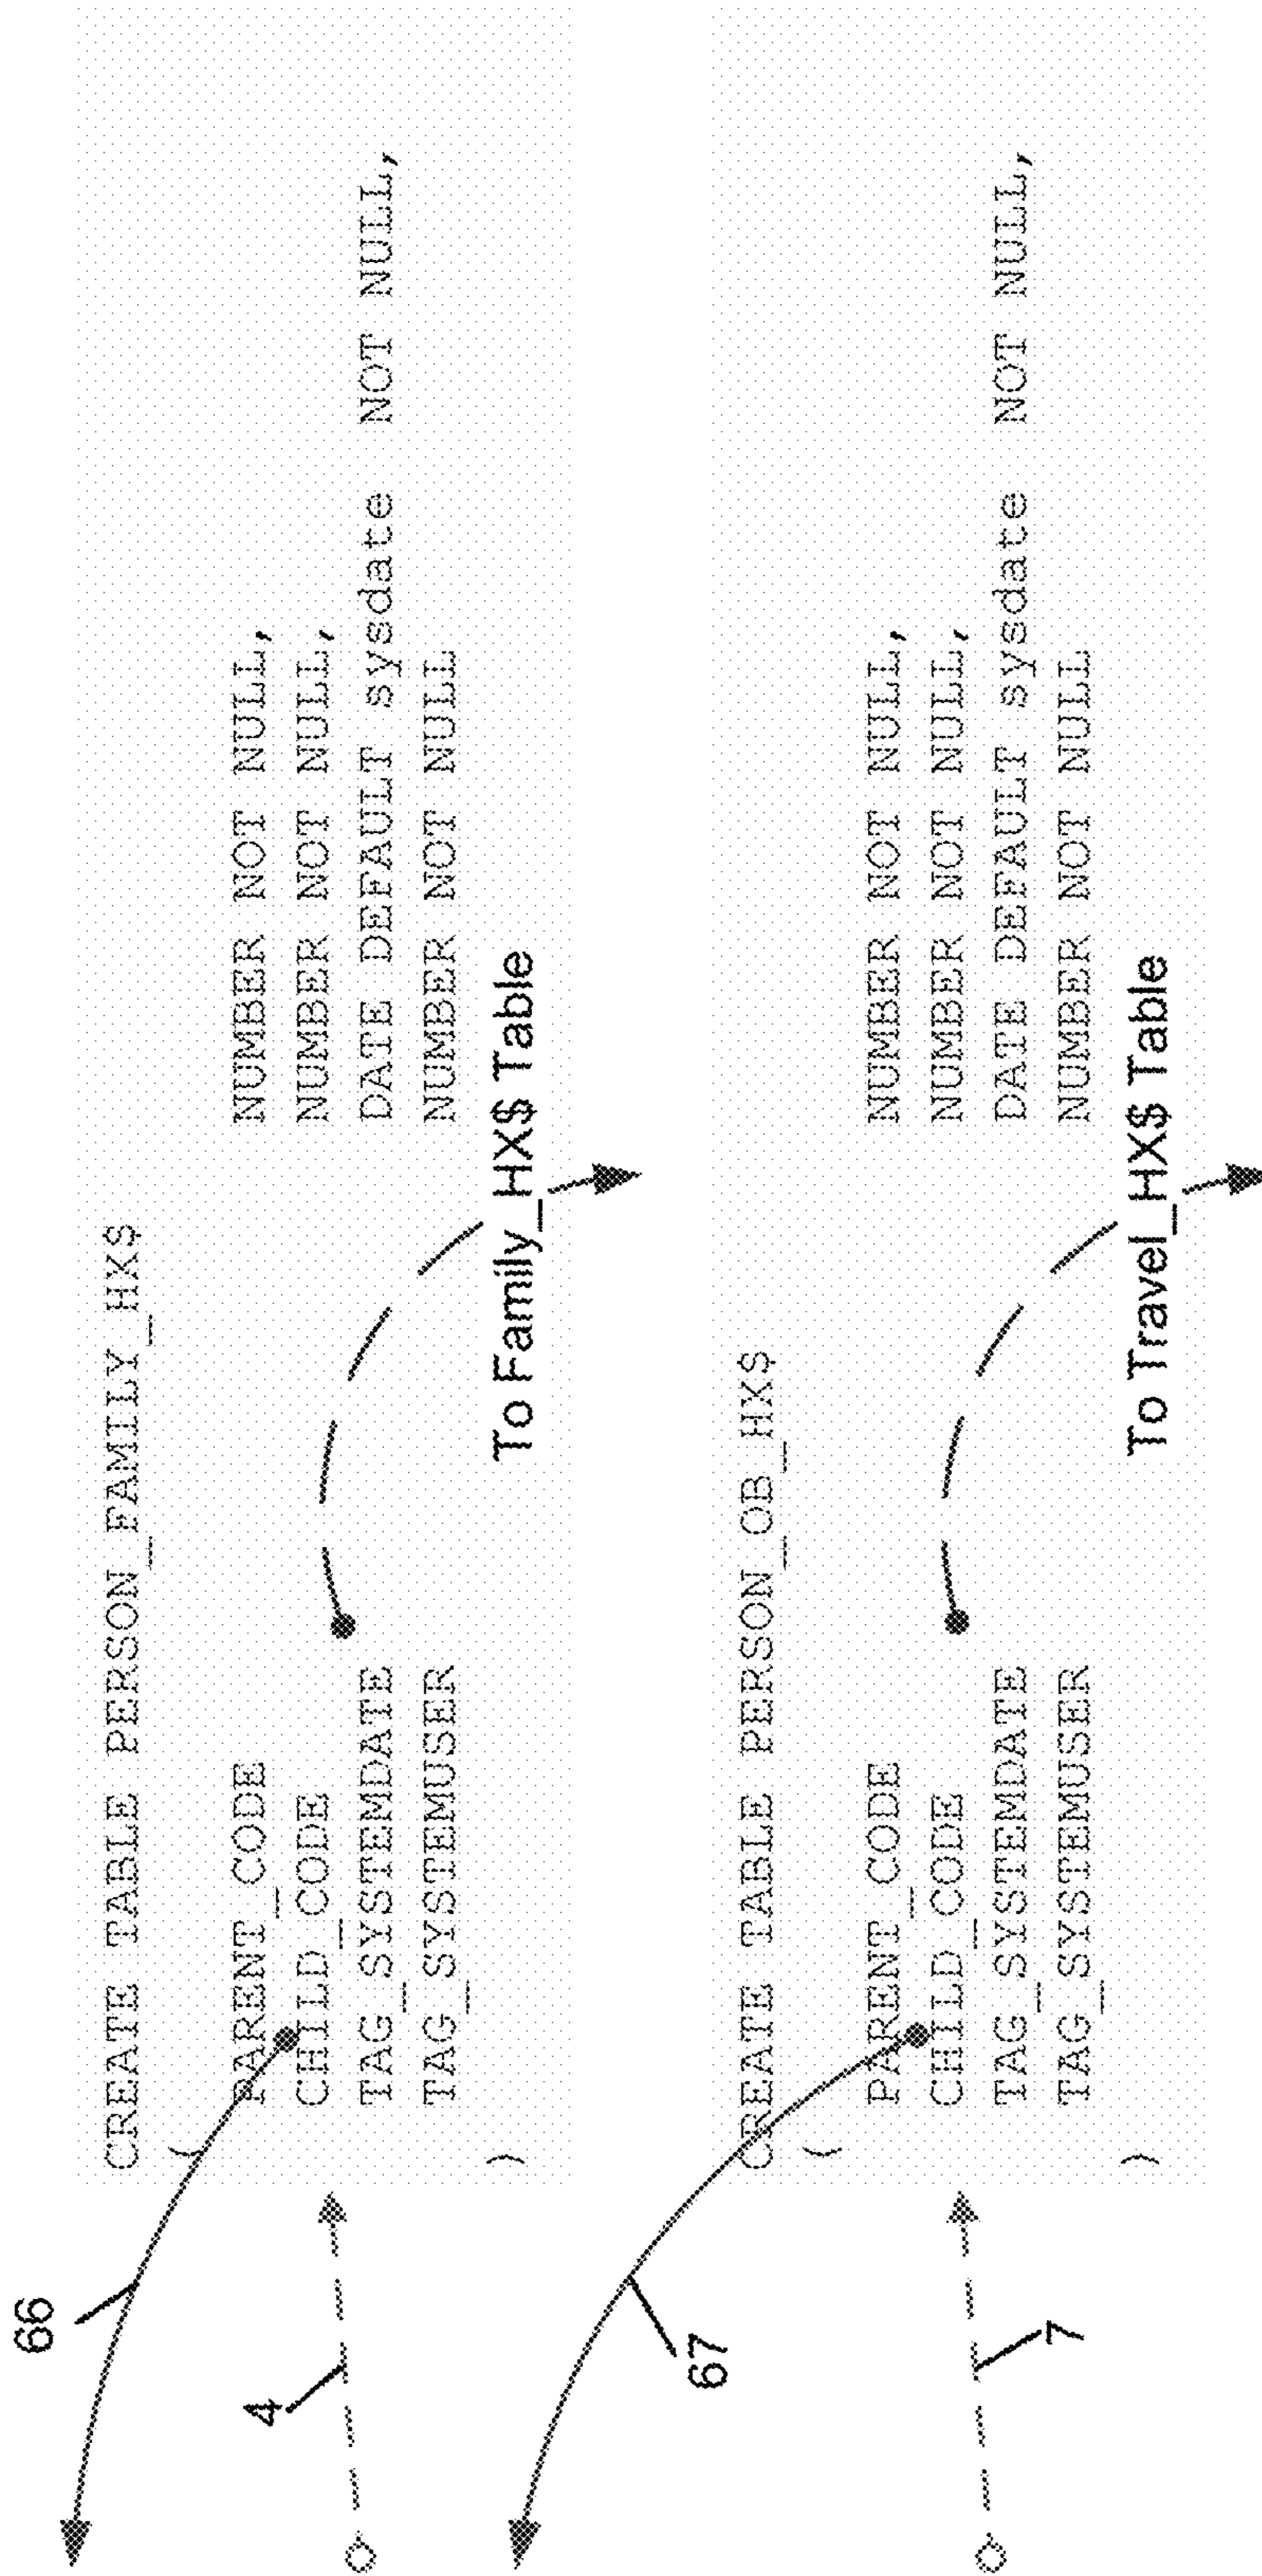 66
4
CREATE TABLE PERSON_FAMILY_HX$
(
PARENT_CODE NUMBER NOT NULL,
CHILD_CODE NUMBER NOT NULL,
TAG_SYSTEMDATE DATE DEFAULT sysdate NOT NULL,
TAG_SYSTEMUSER NUMBER NOT NULL
)
To Family_HX$ Table
67
7
CREATE TABLE PERSON_OB_HX$
(
PARENT_CODE NUMBER NOT NULL,
CHILD_CODE NUMBER NOT NULL,
TAG_SYSTEMDATE DATE DEFAULT sysdate NOT NULL,
TAG_SYSTEMUSER NUMBER NOT NULL
)
To Travel_HX$ Table